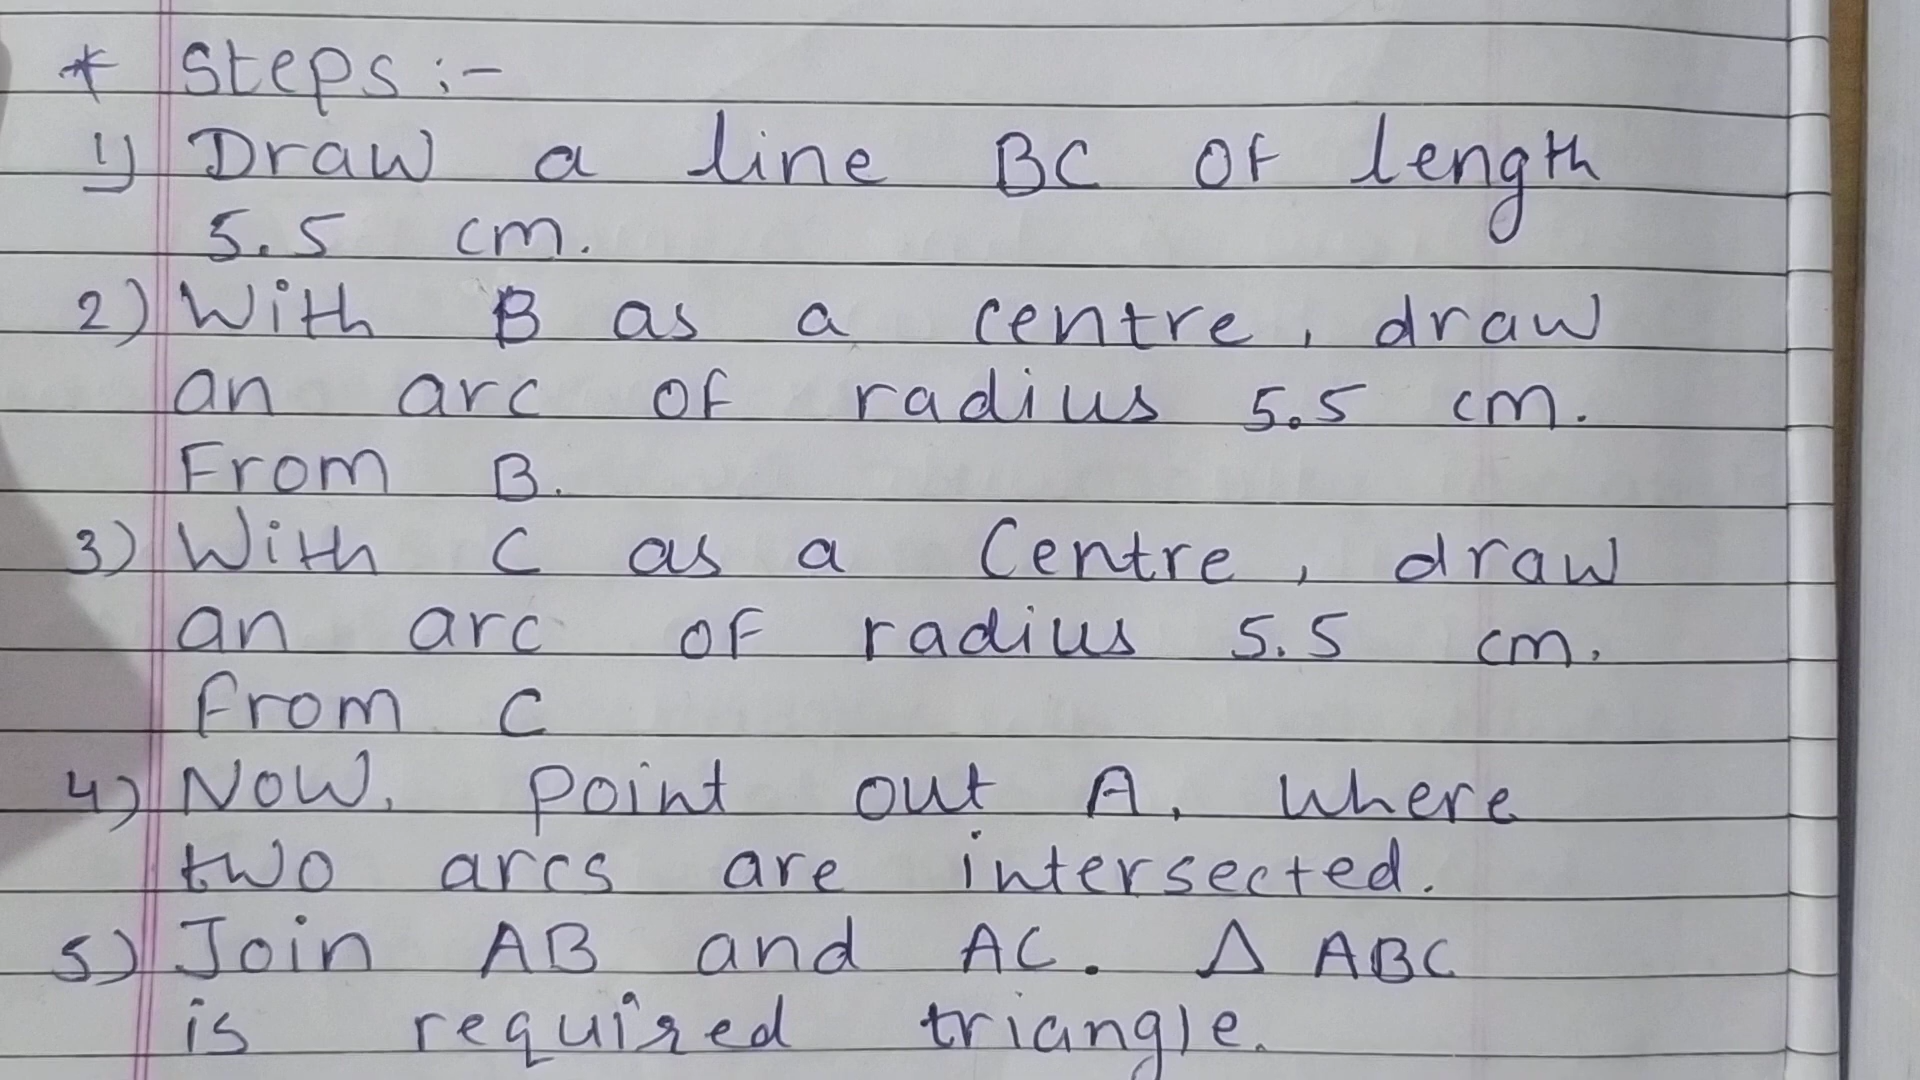 * Steps :-
1) Draw a line BC of length
5.5 cm.
2) With B as a centre, draw
an arc of radius 5.5 cm.
From B.
3) With C as a Centre, draw
an arc of radius 5.5 cm.
From C
4) Now, point out A, where
two arcs are intersected.
5) Join AB and AC. Δ ABC
is required triangle.